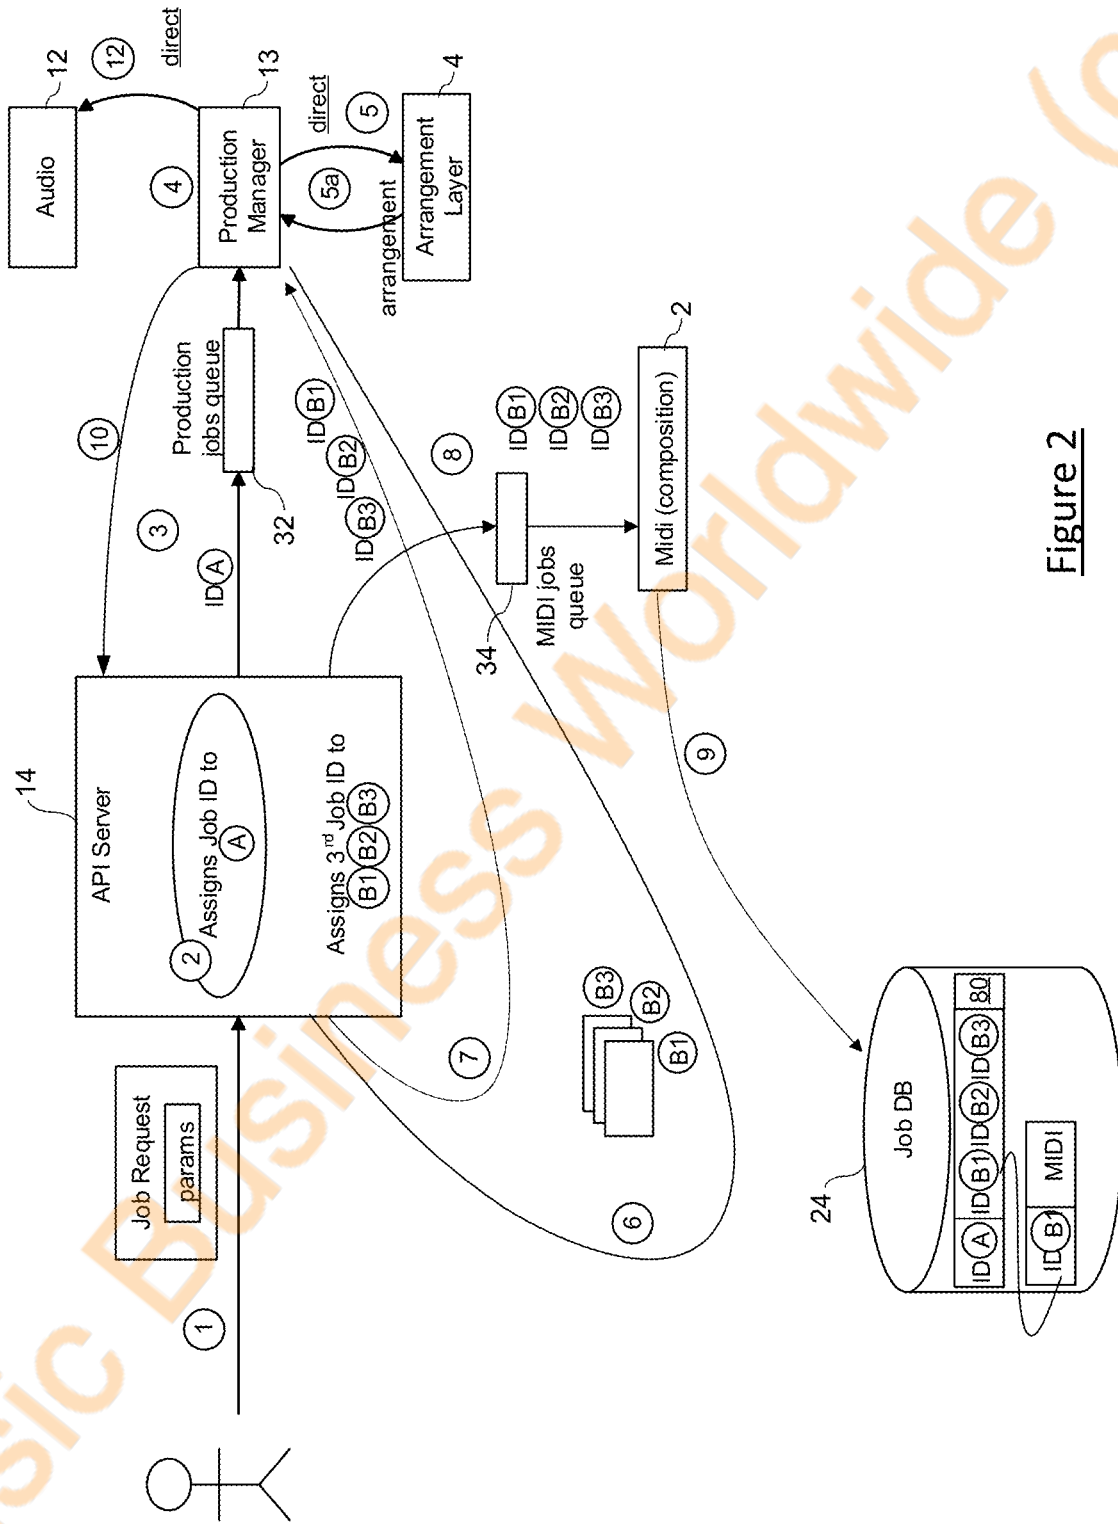 1
Job Request
params
14
API Server
2
Assigns Job ID to
A
Assigns 3rd Job ID to
B1 B2 B3
3
ID A
10
Production
jobs queue
32
4
Audio
12
12
direct
Production
Manager
13
direct
5
5a
arrangement
Arrangement
Layer
4
ID B1
ID B2
ID B3
7
6
B3
B2
B1
8
34
MIDI jobs
queue
ID B1
ID B2
ID B3
Midi (composition)
2
9
24
Job DB
ID A ID B1 ID B2 ID B3 80
ID B1 MIDI
Figure 2
sic Business Worldwide (c